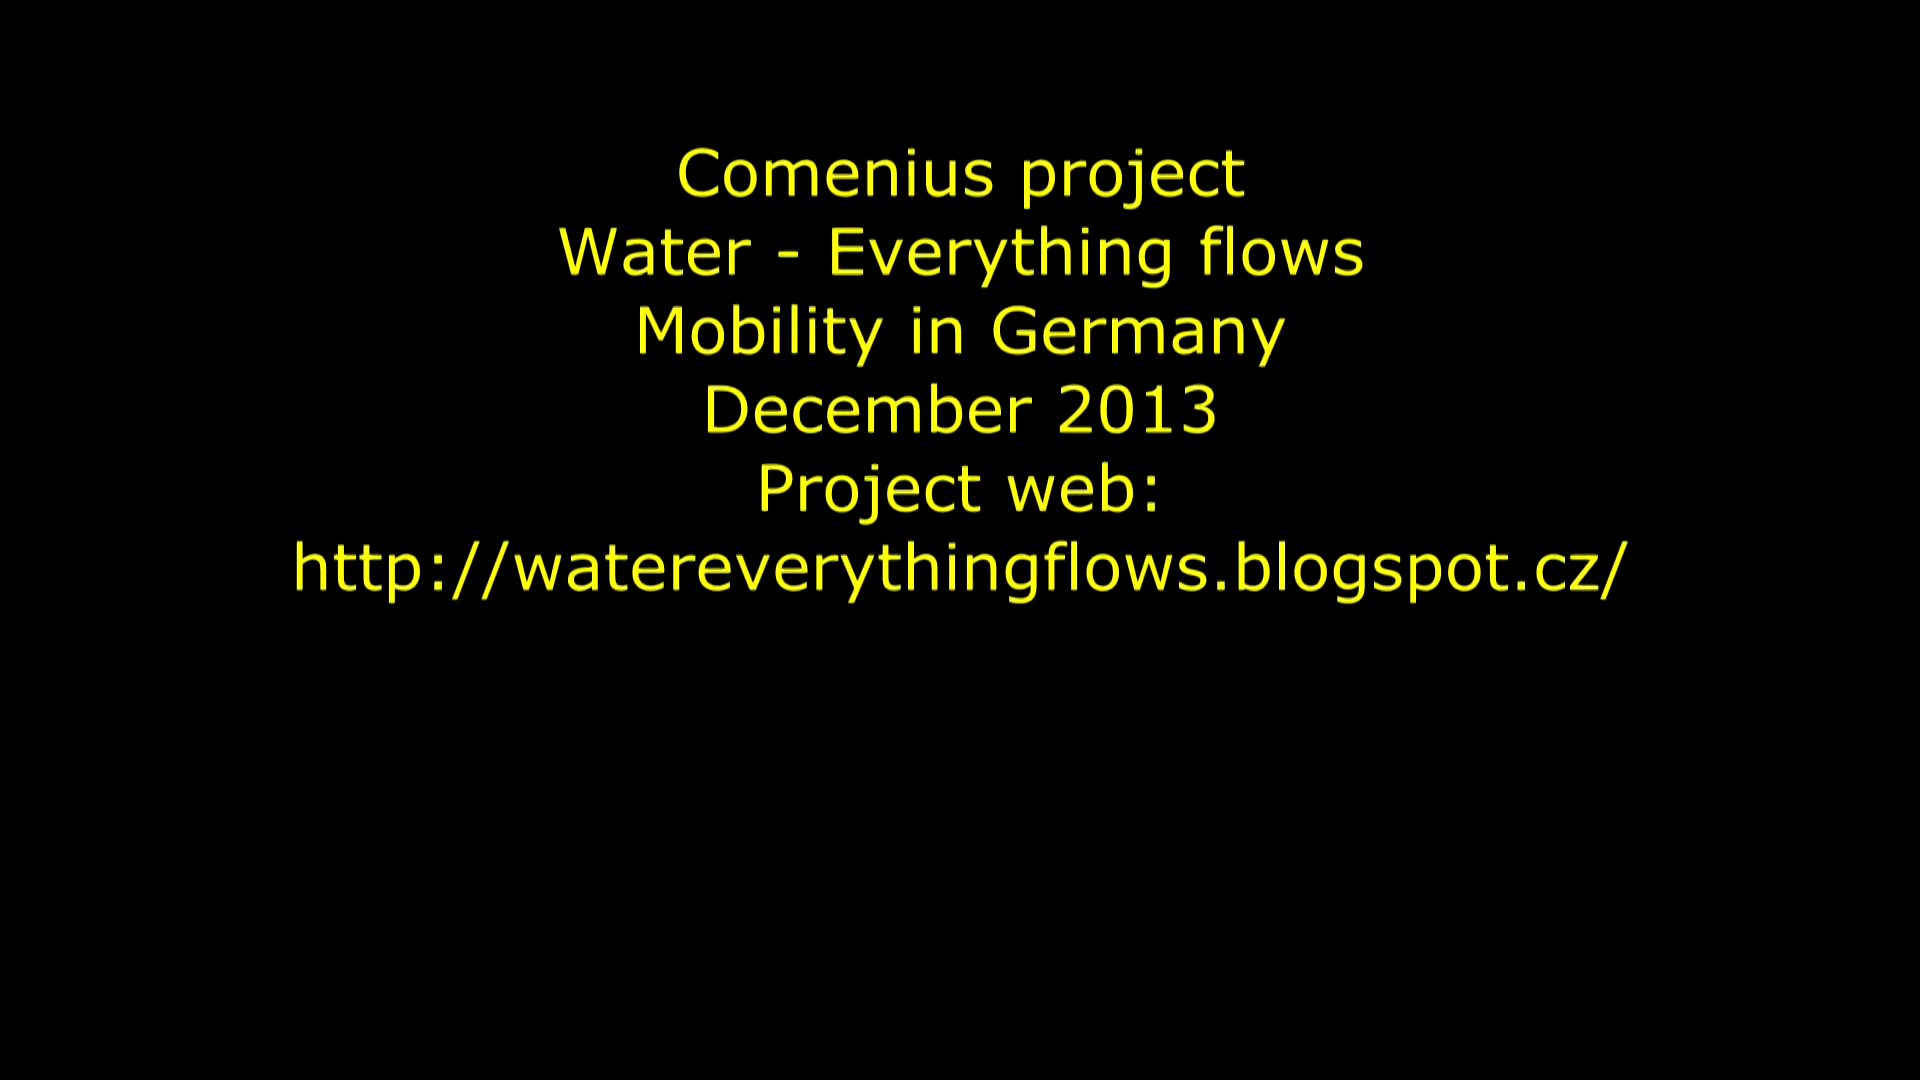 Comenius project
Water - Everything flows
Mobility in Germany
December 2013
Project web:
http://watereverythingflows.blogspot.cz/